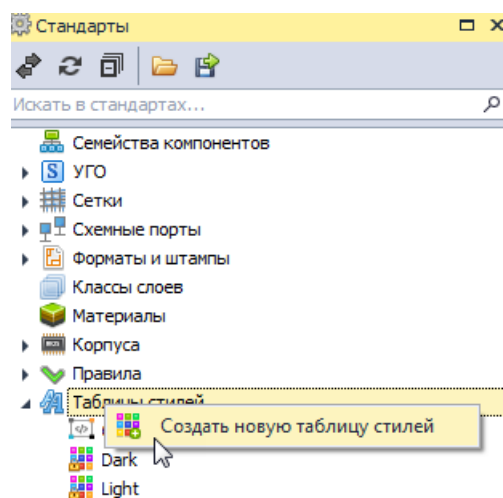 Стандарты
Искать в стандартах...
Семейства компонентов
УГО
Сетки
Схемные порты
Форматы и штампы
Классы слоев
Материалы
Корпуса
Правила
Таблицы стилей
Создать новую таблицу стилей
Dark
Light